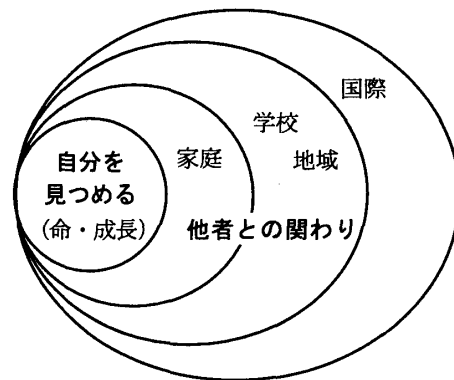 国際
学校
地域
家庭
自分を
見つめる
(命・成長)
他者との関わり